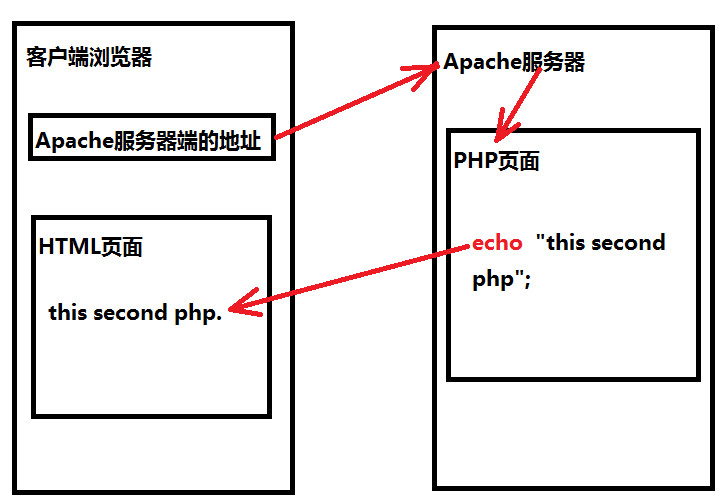 客户端浏览器
Apache服务器端的地址
HTML页面
this second php.
Apache服务器
PHP页面
echo "this second
php";